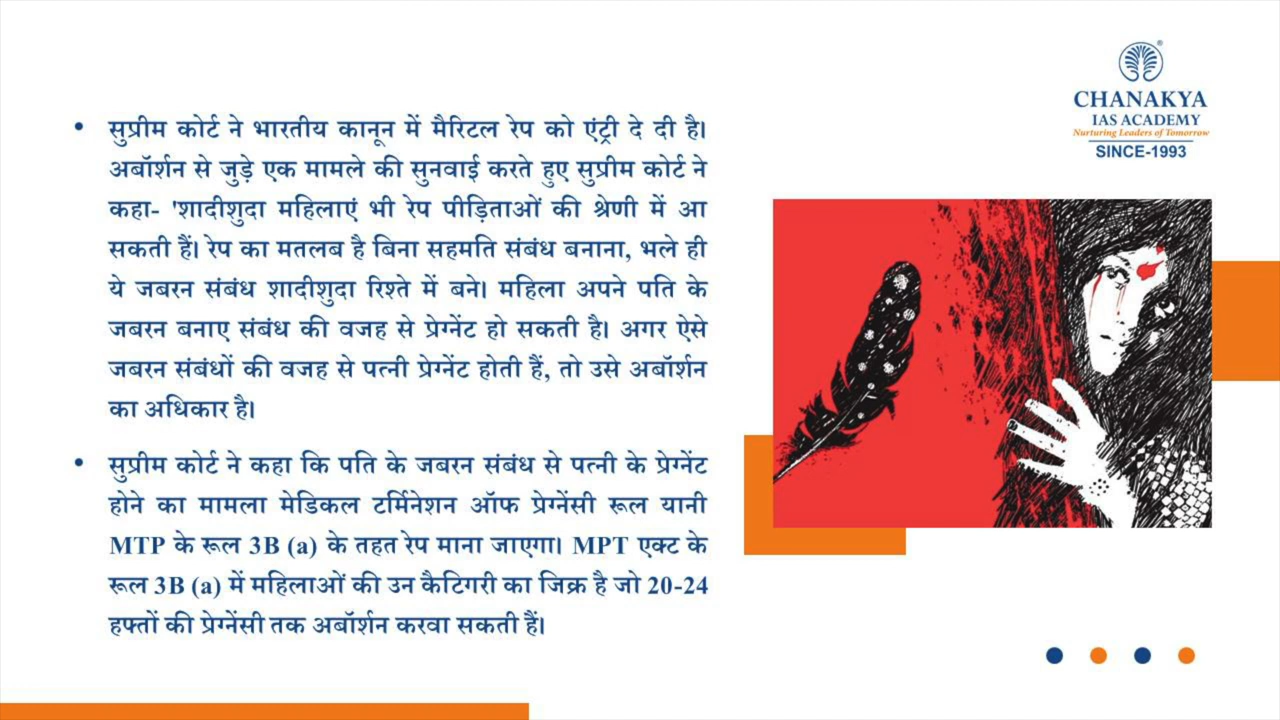 • सुप्रीम कोर्ट ने भारतीय कानून में मैरिटल रेप को एंट्री दे दी है।
अबॉर्शन से जुड़े एक मामले की सुनवाई करते हुए सुप्रीम कोर्ट ने
कहा- 'शादीशुदा महिलाएं भी रेप पीड़िताओं की श्रेणी में आ
सकती हैं। रेप का मतलब है बिना सहमति संबंध बनाना, भले ही
ये जबरन संबंध शादीशुदा रिश्ते में बने। महिला अपने पति के
जबरन बनाए संबंध की वजह से प्रेग्नेंट हो सकती है। अगर ऐसे
जबरन संबंधों की वजह से पत्नी प्रेग्नेंट होती हैं, तो उसे अबॉर्शन
का अधिकार है।
• सुप्रीम कोर्ट ने कहा कि पति के जबरन संबंध से पत्नी के प्रेग्नेंट
होने का मामला मेडिकल टर्मिनेशन ऑफ प्रेग्नेंसी रूल यानी
MTP के रूल 3B (a) के तहत रेप माना जाएगा। MPT एक्ट के
रूल 3B (a) में महिलाओं की उन कैटिगरी का जिक्र है जो 20-24
हफ्तों की प्रेग्नेंसी तक अबॉर्शन करवा सकती हैं।
®
CHANAKYA
IAS ACADEMY
Nurturing Leaders of Tomorrow
SINCE-1993